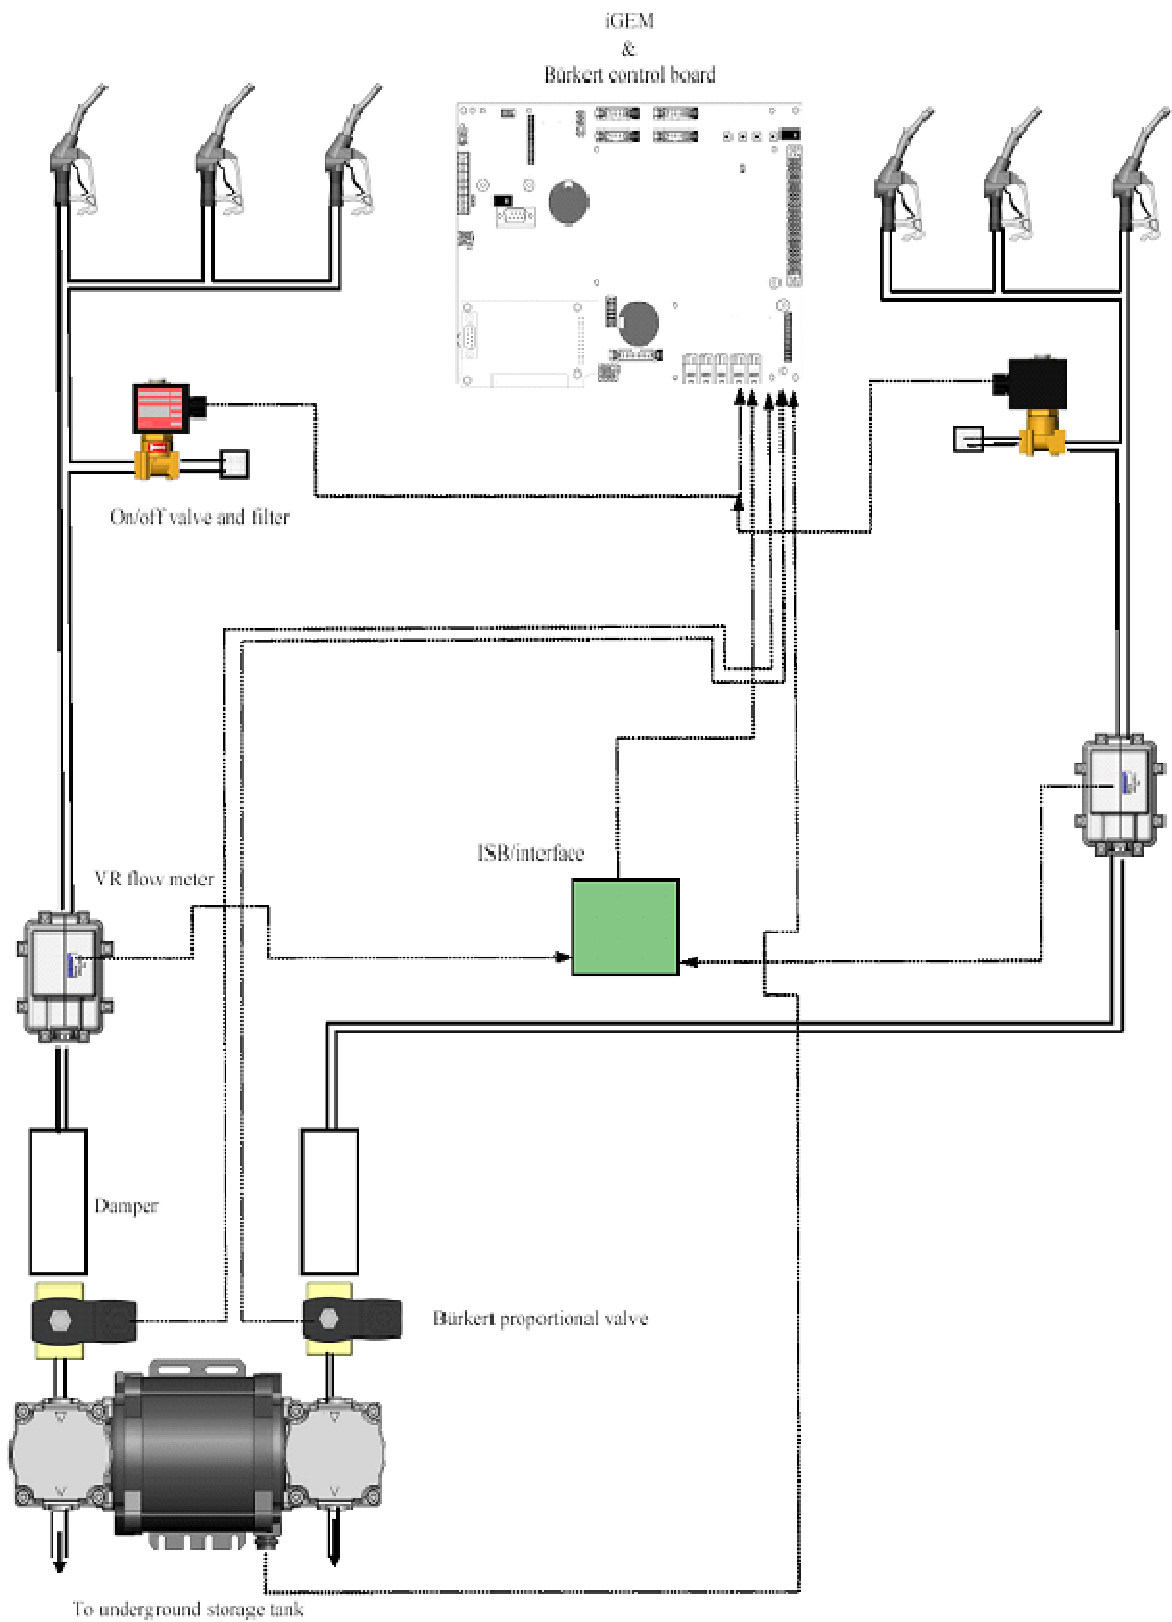 iGEM
&
Bürkert control board
On/off valve and filter
ISB/interface
VR flow meter
Damper
Bürkert proportional valve
To underground storage tank